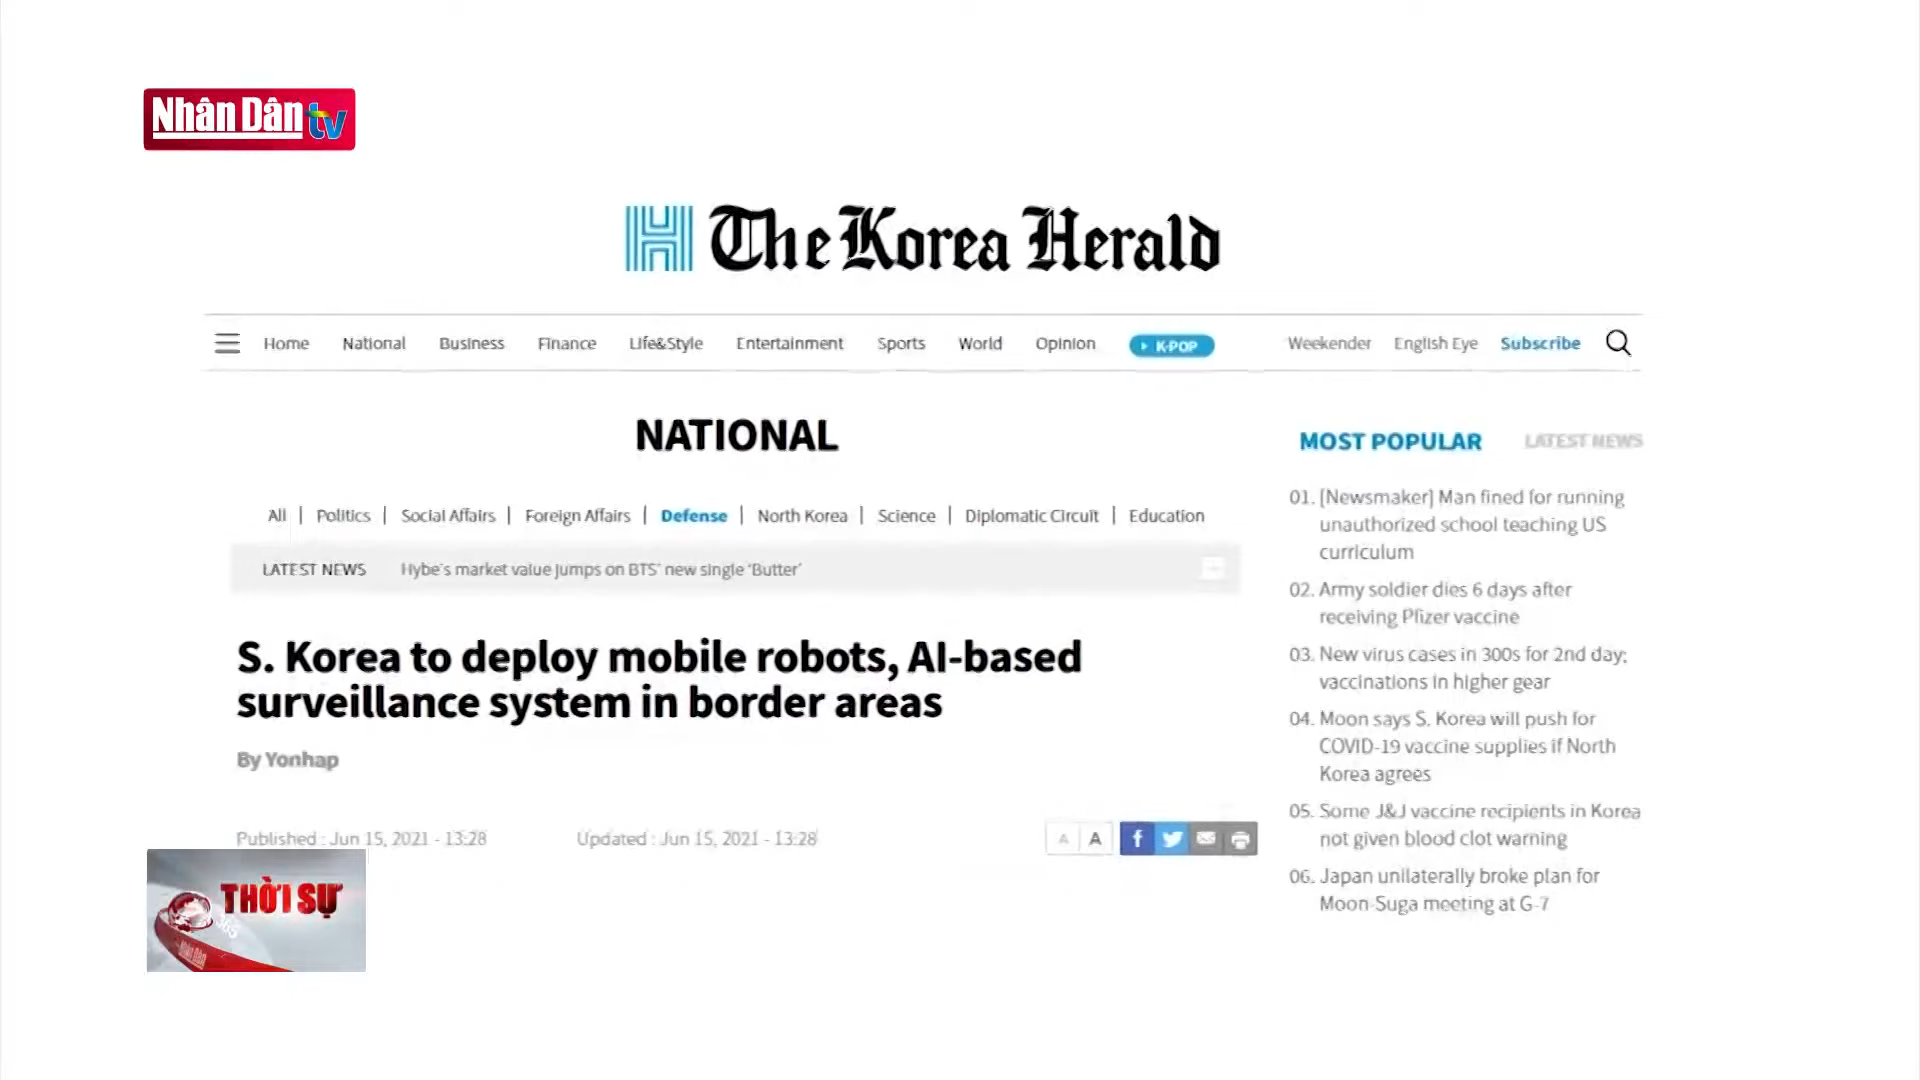 Nhân Dân tv
The Korea Herald
Home National Business Finance Life&Style Entertainment Sports World Opinion K-POP Weekender English Eye Subscribe
NATIONAL
All | Politics | Social Affairs | Foreign Affairs | Defense | North Korea | Science | Diplomatic Circuit | Education
LATEST NEWS Hybe's market value jumps on BTS' new single 'Butter'
S. Korea to deploy mobile robots, AI-based
surveillance system in border areas
By Yonhap
Published : Jun 15, 2021 - 13:28 Updated : Jun 15, 2021 - 13:28
A A f
MOST POPULAR LATEST NEWS
01. [Newsmaker] Man fined for running
unauthorized school teaching US
curriculum
02. Army soldier dies 6 days after
receiving Pfizer vaccine
03. New virus cases in 300s for 2nd day;
vaccinations in higher gear
04. Moon says S. Korea will push for
COVID-19 vaccine supplies if North
Korea agrees
05. Some J&J vaccine recipients in Korea
not given blood clot warning
06. Japan unilaterally broke plan for
Moon-Suga meeting at G-7
THỜI SỰ
365
Nhân Dân